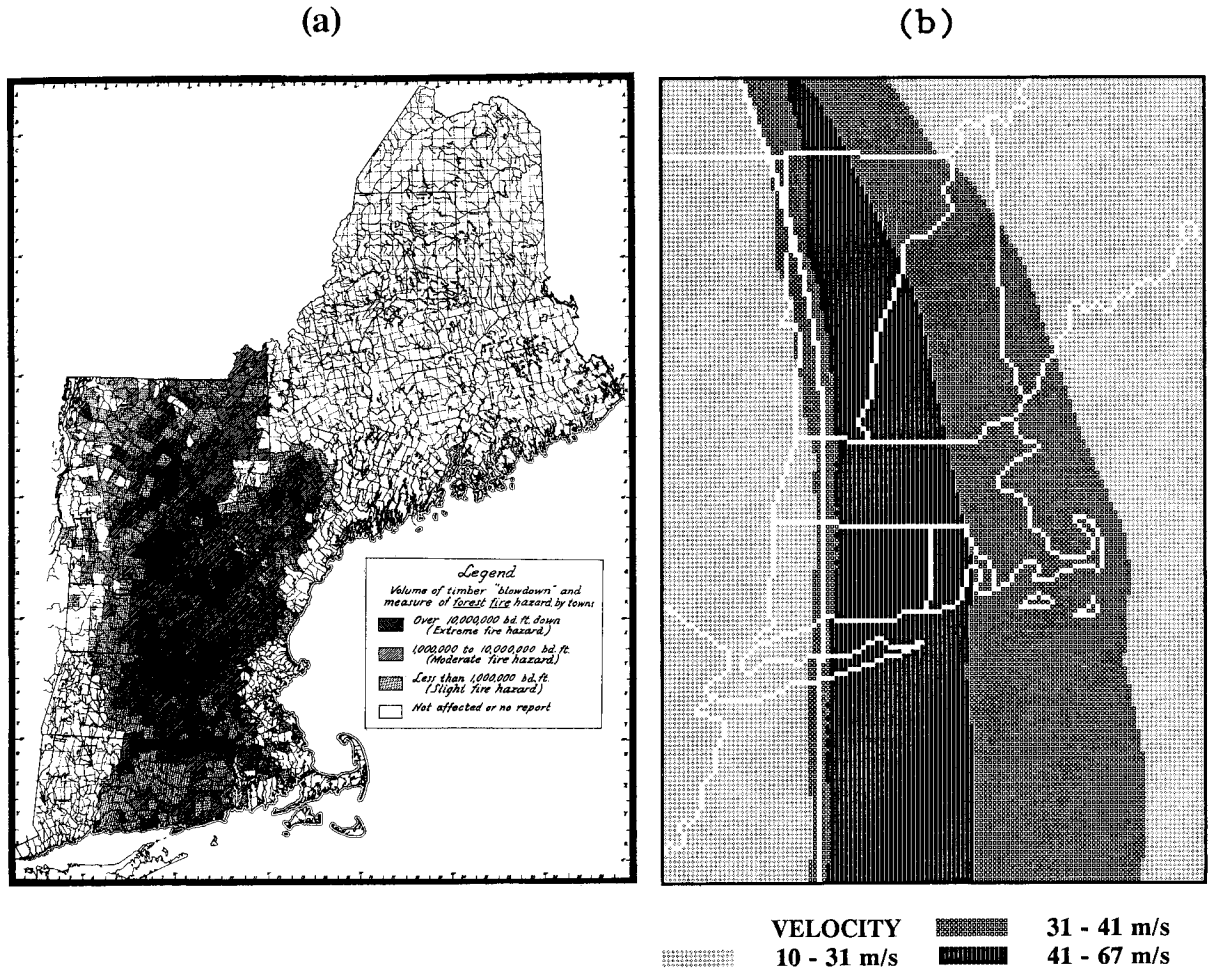 (a)
(b)
Legend
Volume of timber "blowdown" and
measure of forest fire hazard, by towns
Over 10,000,000 bd. ft. down
(Extreme fire hazard)
1,000,000 to 10,000,000 bd. ft.
(Moderate fire hazard)
Less than 1,000,000 bd. ft.
(Slight fire hazard)
Not affected or no report
VELOCITY
31 - 41 m/s
10 - 31 m/s
41 - 67 m/s